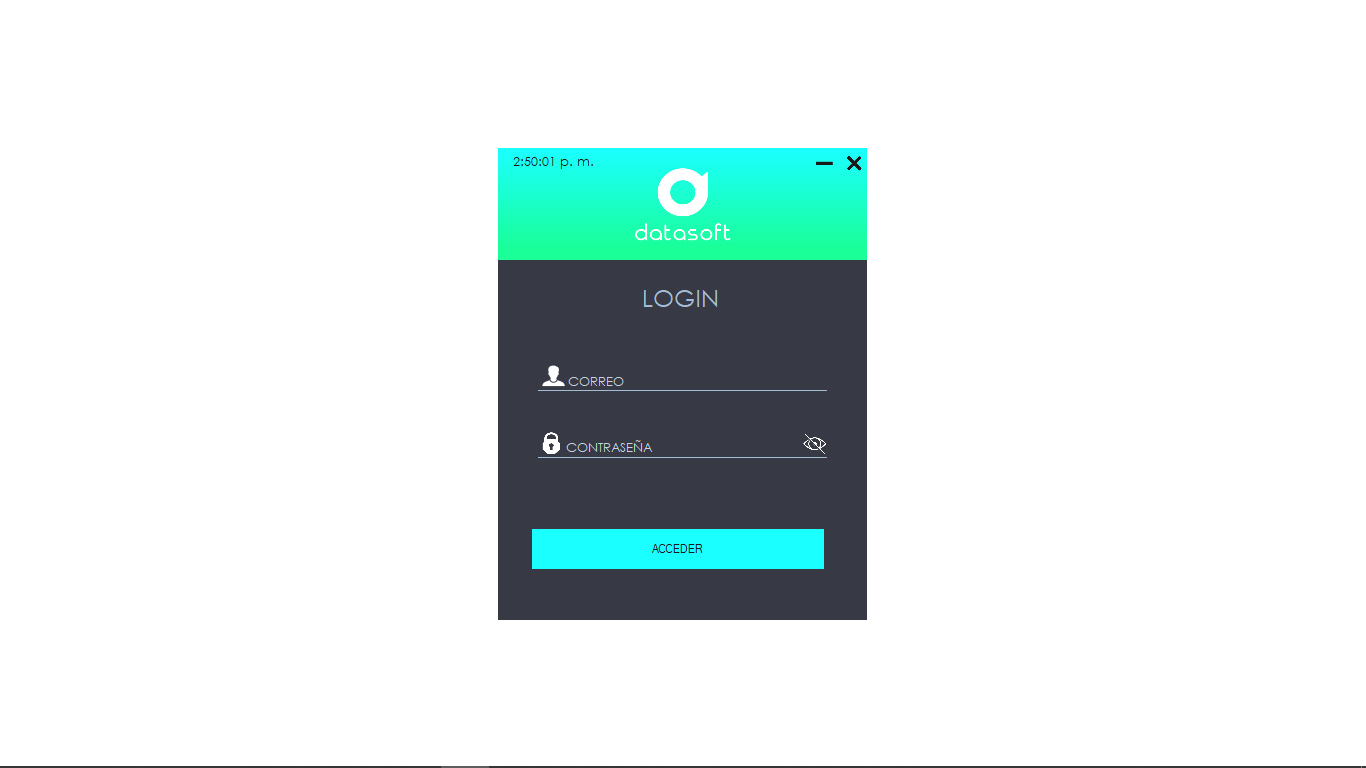 2:50:01 p. m.
datasoft
LOGIN
CORREO
CONTRASEÑA
ACCEDER